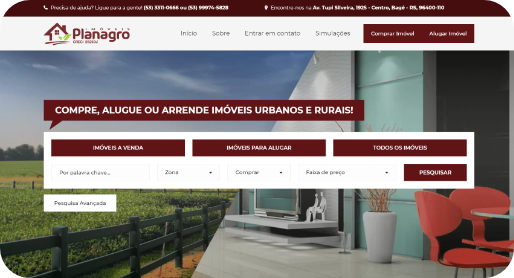 Precisa de ajuda? Ligue para a gente! (53) 3311-0666 ou (53) 99974-5828
Encontre-nos na Av. Tupi Silveira, 1925 - Centro, Bagé - RS, 96400-110
IMÓVEIS
Planagro
CRECI
Início
Sobre
Entrar em contato
Simulações
Comprar Imóvel
Alugar Imóvel
COMPRE, ALUGUE OU ARRENDE IMÓVEIS URBANOS E RURAIS!
IMÓVEIS A VENDA
IMÓVEIS PARA ALUGAR
TODOS OS IMÓVEIS
Por palavra chave...
Zona
Comprar
Faixa de preço
PESQUISAR
Pesquisa Avançada